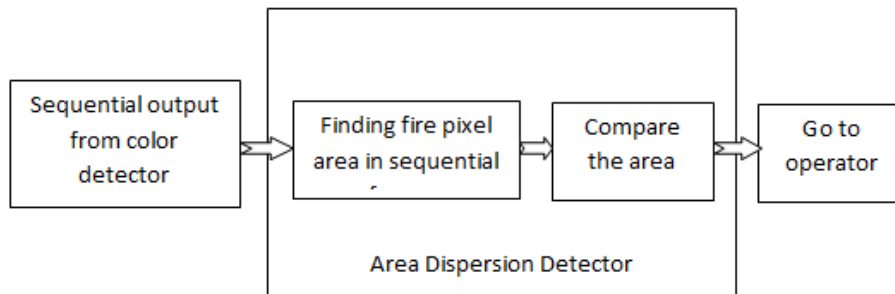 Sequential output
from color
detector
Finding fire pixel
area in sequential
Compare
the area
Go to
operator
Area Dispersion Detector